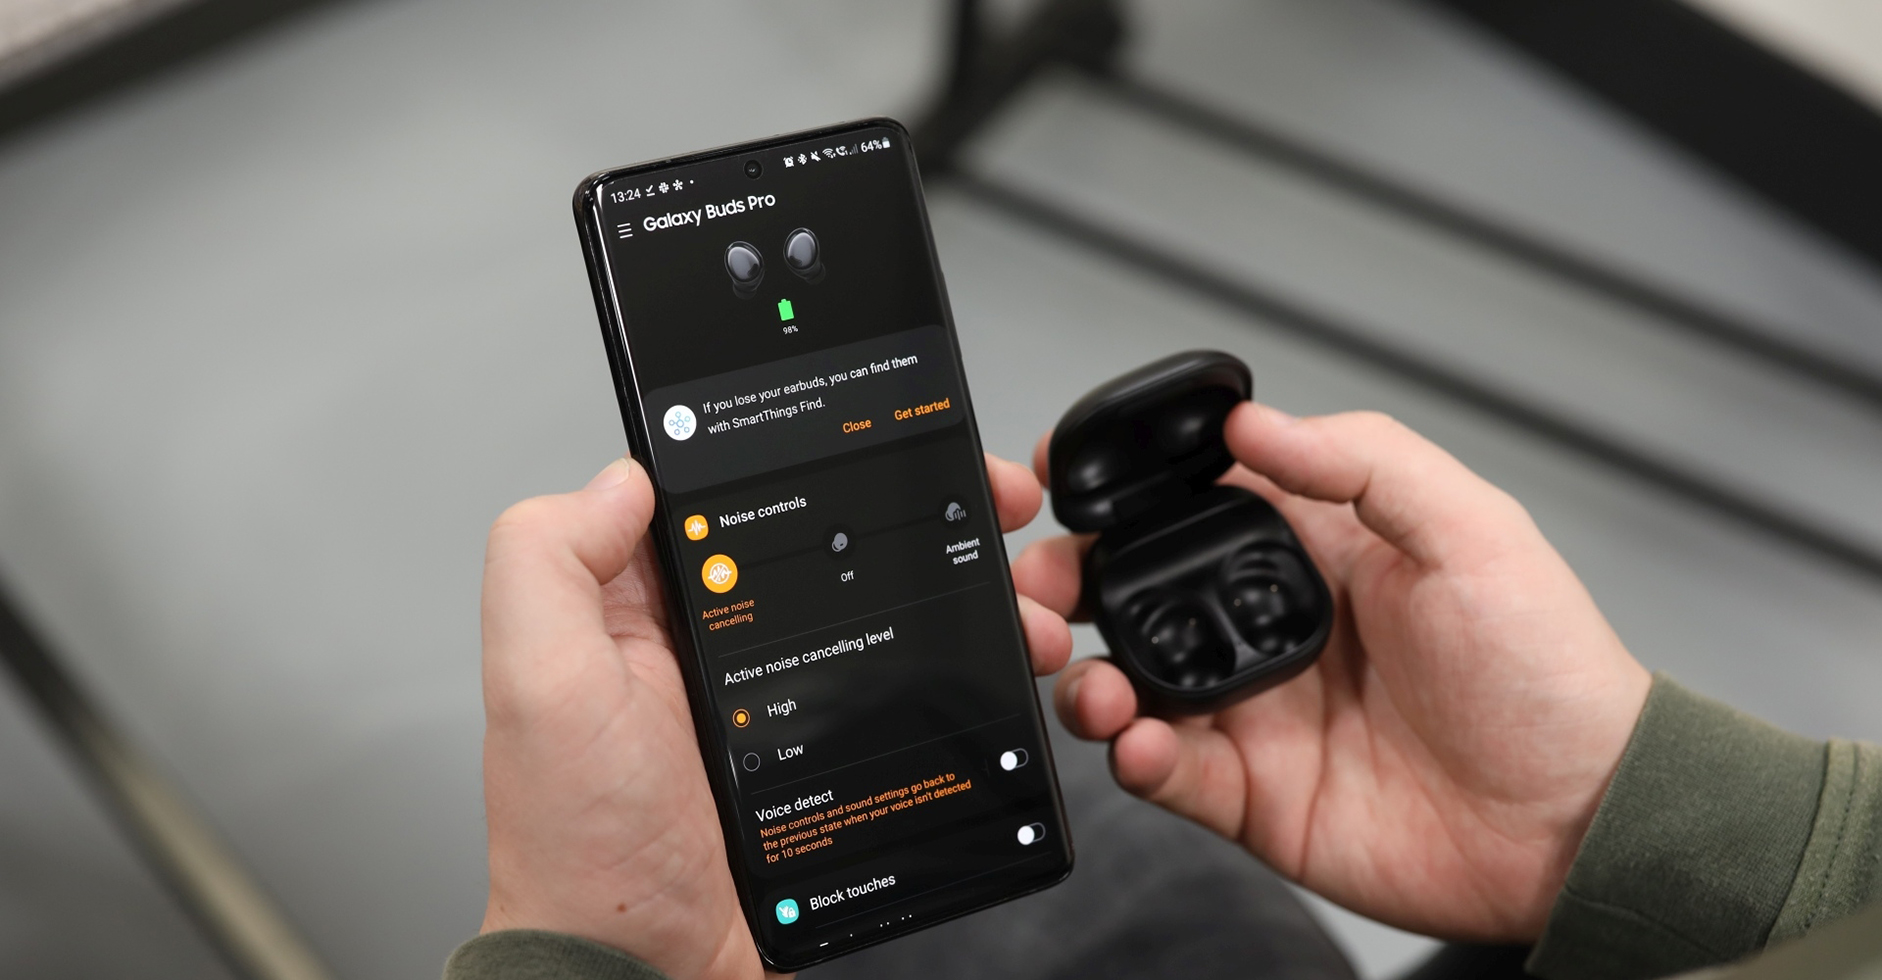 13:24
64%
Galaxy Buds Pro
98%
If you lose your earbuds, you can find them
with SmartThings Find.
Close
Get started
Noise controls
Active noise
cancelling
Off
Ambient
sound
Active noise cancelling level
High
Low
Voice detect
Noise controls and sound settings go back to
the previous state when your voice isn't detected
for 10 seconds
Block touches